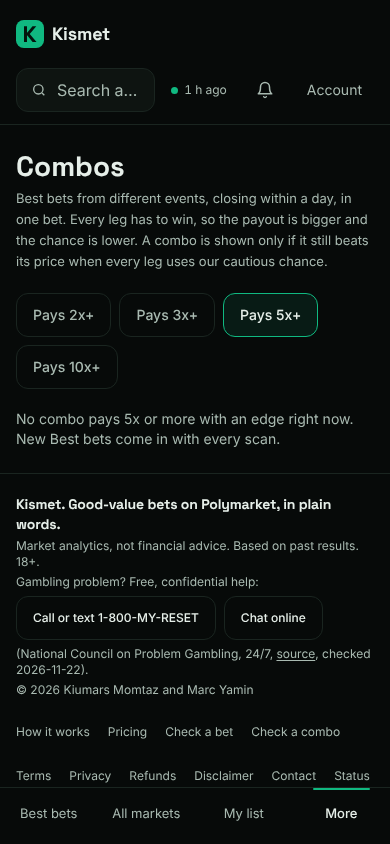 Kismet
Search a...
1 h ago
Account
Combos
Best bets from different events, closing within a day, in
one bet. Every leg has to win, so the payout is bigger and
the chance is lower. A combo is shown only if it still beats
its price when every leg uses our cautious chance.
Pays 2x+
Pays 3x+
Pays 5x+
Pays 10x+
No combo pays 5x or more with an edge right now.
New Best bets come in with every scan.
Kismet. Good-value bets on Polymarket, in plain
words.
Market analytics, not financial advice. Based on past results.
18+.
Gambling problem? Free, confidential help:
Call or text 1-800-MY-RESET
Chat online
(National Council on Problem Gambling, 24/7, source, checked
2026-11-22).
© 2026 Kiumars Momtaz and Marc Yamin
How it works Pricing Check a bet Check a combo
Terms Privacy Refunds Disclaimer Contact Status
Best bets All markets My list More